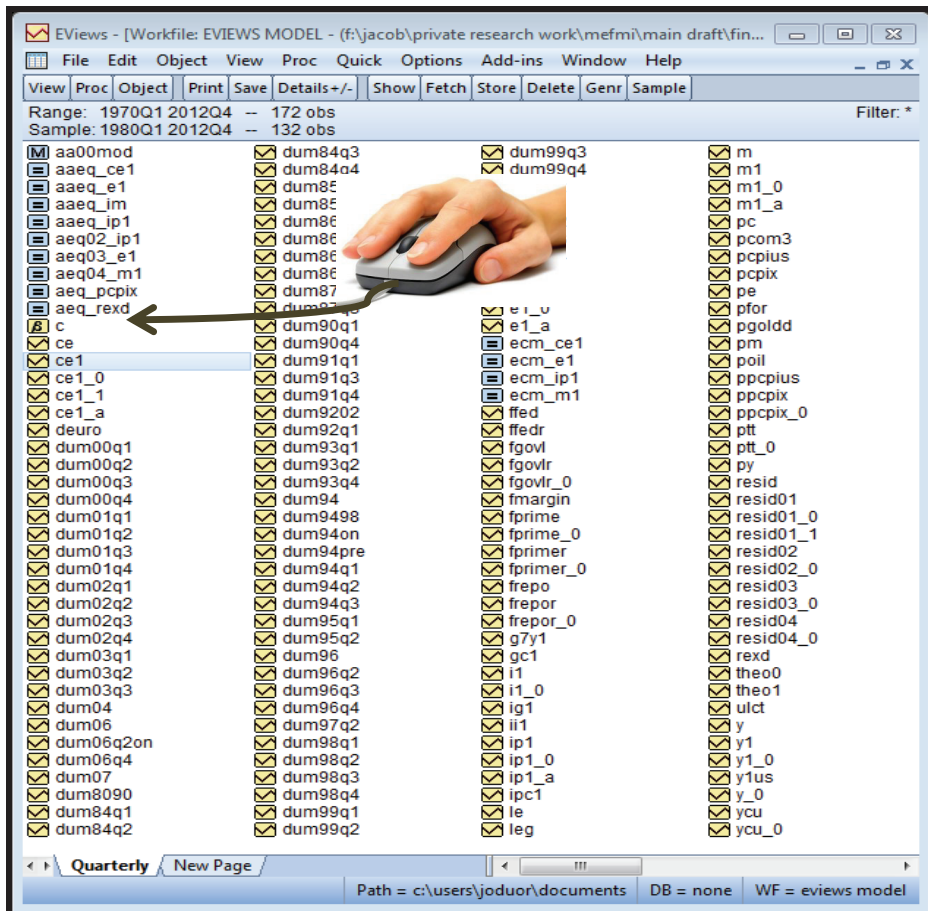 EViews - [Workfile: EVIEWS MODEL - (f:\jacob\private research work\mefmi\main draft\fin...
File Edit Object View Proc Quick Options Add-ins Window Help
View Proc Object Print Save Details+/- Show Fetch Store Delete Genr Sample
Range: 1970Q1 2012Q4 -- 172 obs Filter: *
Sample: 1980Q1 2012Q4 -- 132 obs
aa00mod
aaeq_ce1
aaeq_e1
aaeq_im
aaeq_ip1
aeq02_ip1
aeq03_e1
aeq04_m1
aeq_pcpix
aeq_rexd
c
ce
ce1
ce1_0
ce1_1
ce1_a
deuro
dum00q1
dum00q2
dum00q3
dum00q4
dum01q1
dum01q2
dum01q3
dum01q4
dum02q1
dum02q2
dum02q3
dum02q4
dum03q1
dum03q2
dum03q3
dum04
dum06
dum06q2on
dum06q4
dum07
dum8090
dum84q1
dum84q2
dum84q3
dum84q4
dum85
dum85
dum86
dum86
dum86
dum87
dum90q1
dum90q4
dum91q1
dum91q3
dum91q4
dum9202
dum92q1
dum93q1
dum93q2
dum93q4
dum94
dum9498
dum94on
dum94pre
dum94q1
dum94q2
dum94q3
dum95q1
dum95q2
dum96
dum96q2
dum96q3
dum96q4
dum97q2
dum98q1
dum98q2
dum98q3
dum98q4
dum99q1
dum99q2
dum99q3
dum99q4
e1_0
e1_a
ecm_ce1
ecm_e1
ecm_ip1
ecm_m1
ffed
ffedr
fgovl
fgovlr
fgovlr_0
fmargin
fprime
fprime_0
fprimer
fprimer_0
frepo
frepor
frepor_0
g7y1
gc1
i1
i1_0
ig1
ii1
ip1
ip1_0
ip1_a
ipc1
le
leg
m
m1
m1_0
m1_a
pc
pcom3
pcpius
pcpix
pe
pfor
pgoldd
pm
poil
ppcpius
ppcpix
ppcpix_0
ptt
ptt_0
py
resid
resid01
resid01_0
resid01_1
resid02
resid02_0
resid03
resid03_0
resid04
resid04_0
rexd
theo0
theo1
ulct
y
y1
y1_0
y1us
y_0
ycu
ycu_0
Quarterly New Page
Path = c:\users\joduor\documents DB = none WF = eviews model